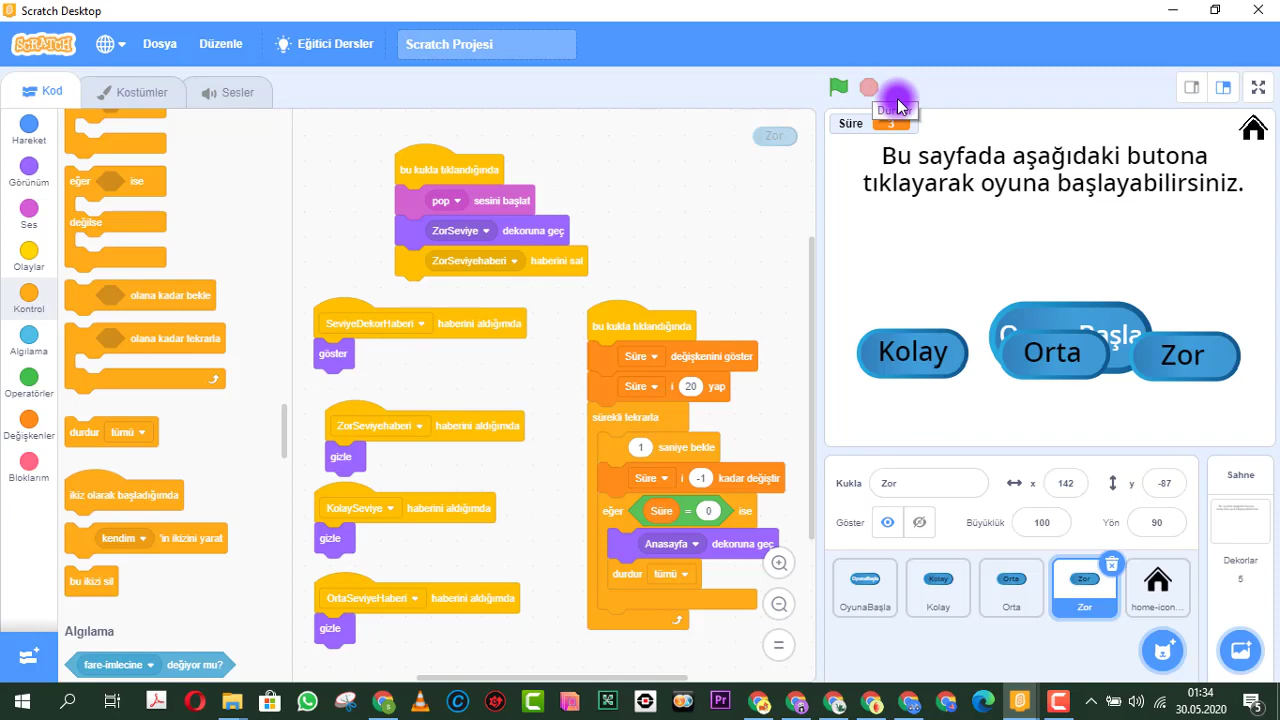 Scratch Desktop
SCRATCH
Dosya
Düzenle
Eğitici Dersler
Scratch Projesi
Kod
Kostümler
Sesler
Hareket
Görünüm
Ses
Olaylar
Kontrol
Algılama
Operatörler
Değişkenler
Bloklarım
eğer ise
değilse
olana kadar bekle
olana kadar tekrarla
durdur tümü
ikiz olarak başladığımda
kendim 'in ikizini yarat
bu ikizi sil
Algılama
fare-imlecine değiyor mu?
Zor
bu kukla tıklandığında
pop sesini başlat
ZorSeviye dekoruna geç
ZorSeviyehaberi haberini sal
SeviyeDekorHaberi haberini aldığımda
göster
ZorSeviyehaberi haberini aldığımda
gizle
KolaySeviye haberini aldığımda
gizle
OrtaSeviyeHaberi haberini aldığımda
gizle
bu kukla tıklandığında
Süre değişkenini göster
Süre i 20 yap
sürekli tekrarla
1 saniye bekle
Süre i -1 kadar değiştir
eğer Süre = 0 ise
Anasayfa dekoruna geç
durdur tümü
Süre 3
Bu sayfada aşağıdaki butona
tıklayarak oyuna başlayabilirsiniz.
Kolay
Orta
Zor
Kukla Zor x 142 y -87
Göster Büyüklük 100 Yön 90
OyunaBaşla
OyunaBaşla
Kolay
Kolay
Orta
Orta
Zor
Zor
home-icon...
Sahne
Dekorlar
5
Pr
01:34
30.05.2020
5